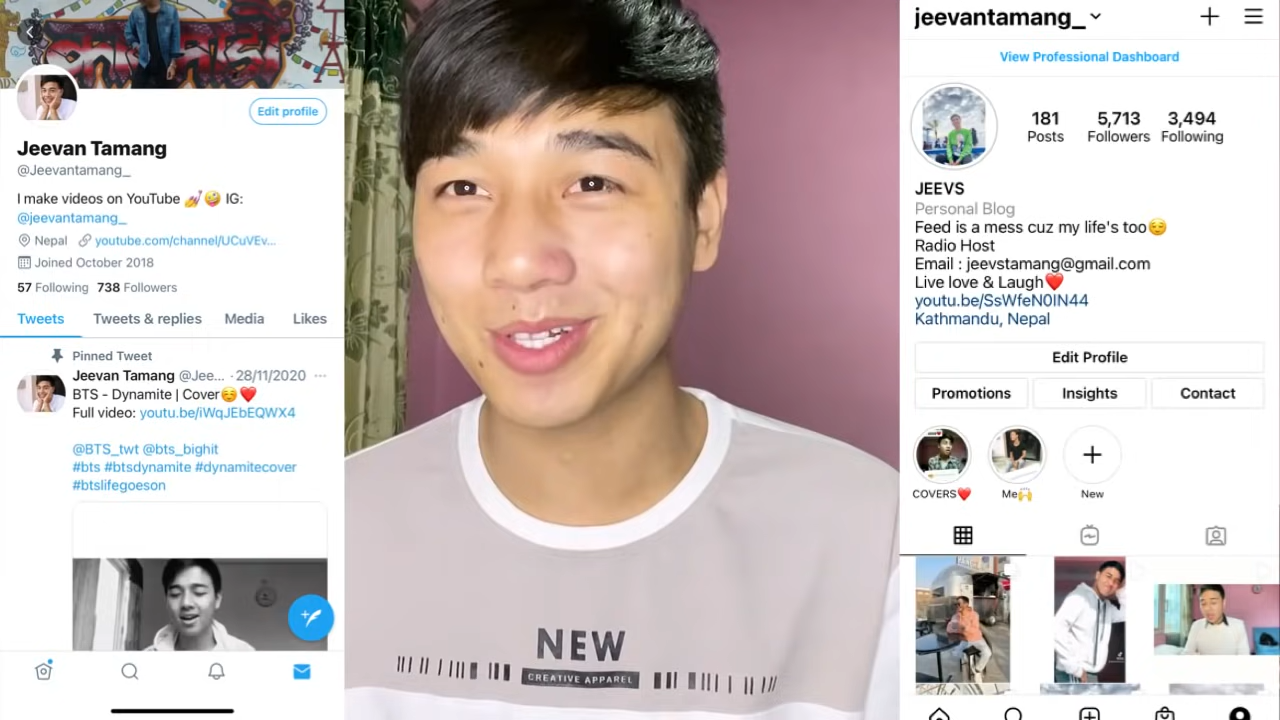 Edit profile
Jeevan Tamang
@Jeevantamang_
I make videos on YouTube 💅🤪 IG:
@jeevantamang_
Nepal youtube.com/channel/UCuVEv...
Joined October 2018
57 Following 738 Followers
Tweets Tweets & replies Media Likes
Pinned Tweet
Jeevan Tamang @Jee... · 28/11/2020 ···
BTS - Dynamite | Cover☺️❤️
Full video: youtu.be/iWqJEbEQWX4
@BTS_twt @bts_bighit
#bts #btsdynamite #dynamitecover
#btslifegoeson
NEW
CREATIVE APPAREL
jeevantamang_
View Professional Dashboard
181 5,713 3,494
Posts Followers Following
JEEVS
Personal Blog
Feed is a mess cuz my life's too😌
Radio Host
Email : jeevstamang@gmail.com
Live love & Laugh❤️
youtu.be/SsWfeN0IN44
Kathmandu, Nepal
Edit Profile
Promotions Insights Contact
COVERS❤️ Me🙌 New